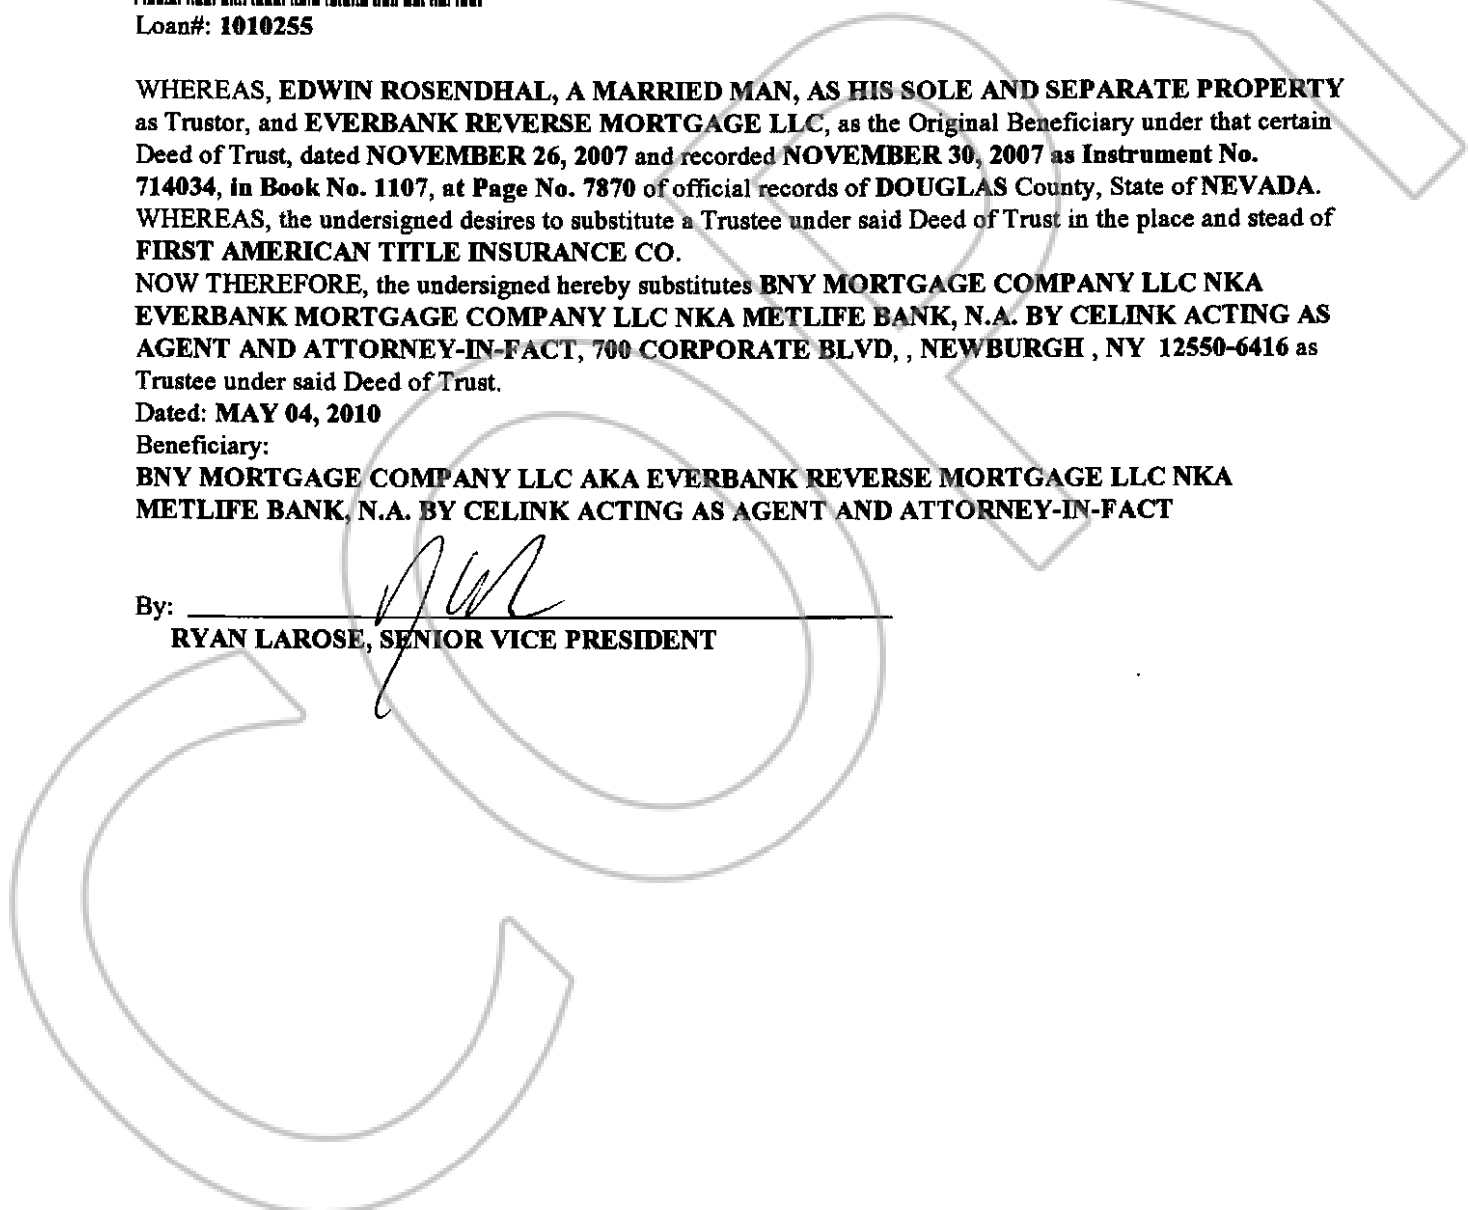 Loan#: 1010255
WHEREAS, EDWIN ROSENDHAL, A MARRIED MAN, AS HIS SOLE AND SEPARATE PROPERTY
as Trustor, and EVERBANK REVERSE MORTGAGE LLC, as the Original Beneficiary under that certain
Deed of Trust, dated NOVEMBER 26, 2007 and recorded NOVEMBER 30, 2007 as Instrument No.
714034, in Book No. 1107, at Page No. 7870 of official records of DOUGLAS County, State of NEVADA.
WHEREAS, the undersigned desires to substitute a Trustee under said Deed of Trust in the place and stead of
FIRST AMERICAN TITLE INSURANCE CO.
NOW THEREFORE, the undersigned hereby substitutes BNY MORTGAGE COMPANY LLC NKA
EVERBANK MORTGAGE COMPANY LLC NKA METLIFE BANK, N.A. BY CELINK ACTING AS
AGENT AND ATTORNEY-IN-FACT, 700 CORPORATE BLVD, , NEWBURGH , NY 12550-6416 as
Trustee under said Deed of Trust.
Dated: MAY 04, 2010
Beneficiary:
BNY MORTGAGE COMPANY LLC AKA EVERBANK REVERSE MORTGAGE LLC NKA
METLIFE BANK, N.A. BY CELINK ACTING AS AGENT AND ATTORNEY-IN-FACT
By:
RYAN LAROSE, SENIOR VICE PRESIDENT
COPY